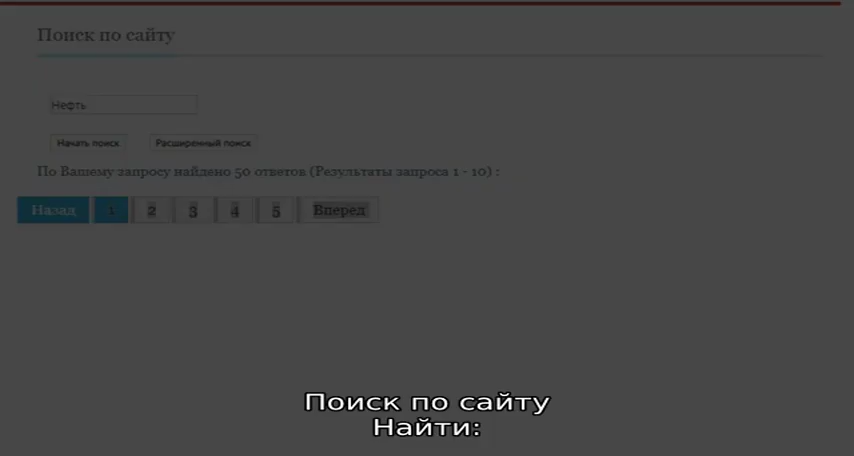 Поиск по сайту
Нефть
Начать поиск Расширенный поиск
По Вашему запросу найдено 50 ответов (Результаты запроса 1 - 10) :
Назад 1 2 3 4 5 Вперед
Поиск по сайту
Найти: